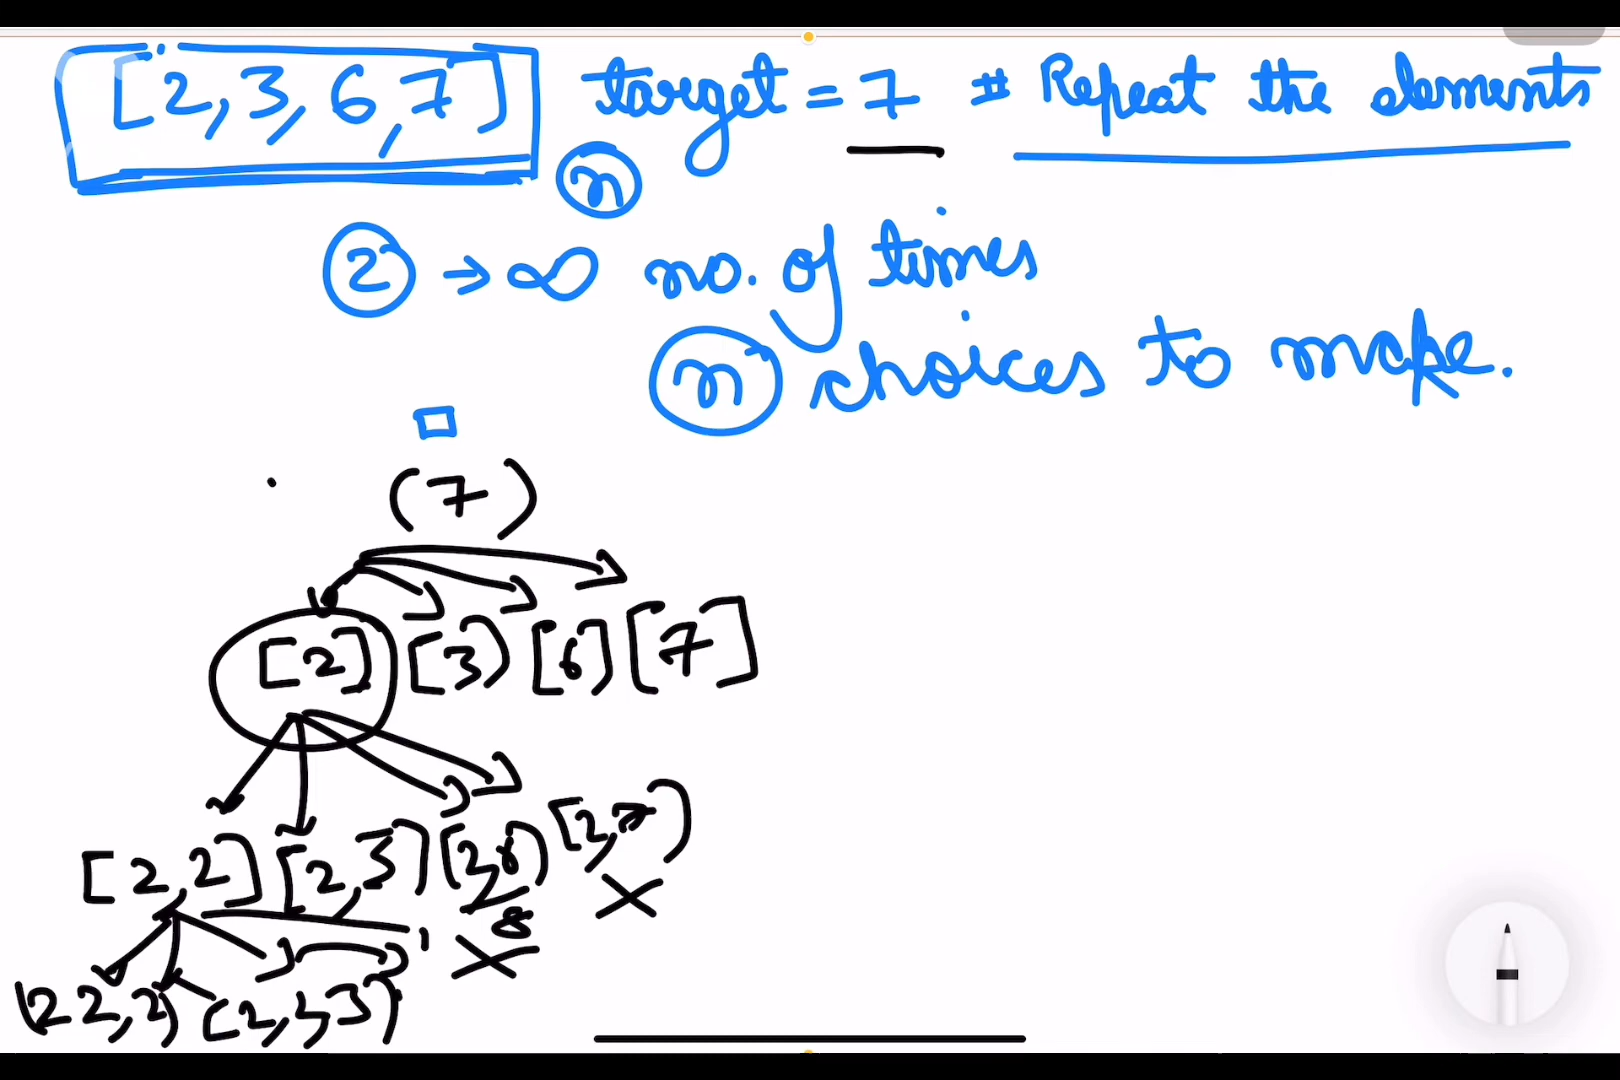 [2, 3, 6, 7] target = 7 # Repeat the elements
n
2 → ∞ no. of times
n choices to make.
(7)
[2] [3) [6] [7]
[2,2] [2,3) [2,6) [2,7)
8
[2 2,2) [2,2,3)